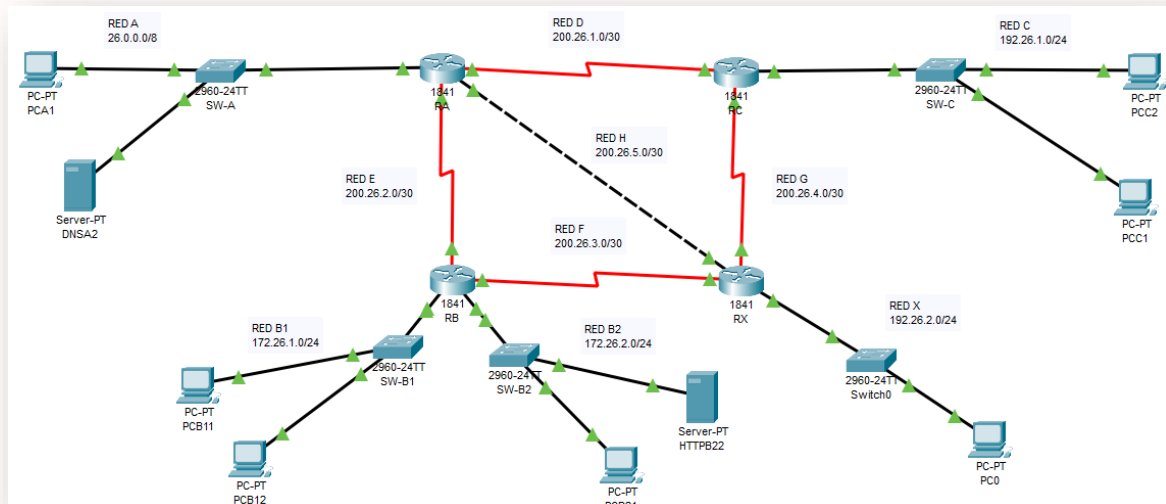 RED A
26.0.0.0/8
PC-PT
PCA1
2960-24TT
SW-A
Server-PT
DNSA2
1841
RA
RED D
200.26.1.0/30
1841
RC
RED C
192.26.1.0/24
2960-24TT
SW-C
PC-PT
PCC2
PC-PT
PCC1
RED H
200.26.5.0/30
RED E
200.26.2.0/30
RED G
200.26.4.0/30
RED F
200.26.3.0/30
1841
RB
1841
RX
RED B1
172.26.1.0/24
2960-24TT
SW-B1
PC-PT
PCB11
PC-PT
PCB12
RED B2
172.26.2.0/24
2960-24TT
SW-B2
Server-PT
HTTPB22
PC-PT
RED X
192.26.2.0/24
2960-24TT
Switch0
PC-PT
PC0